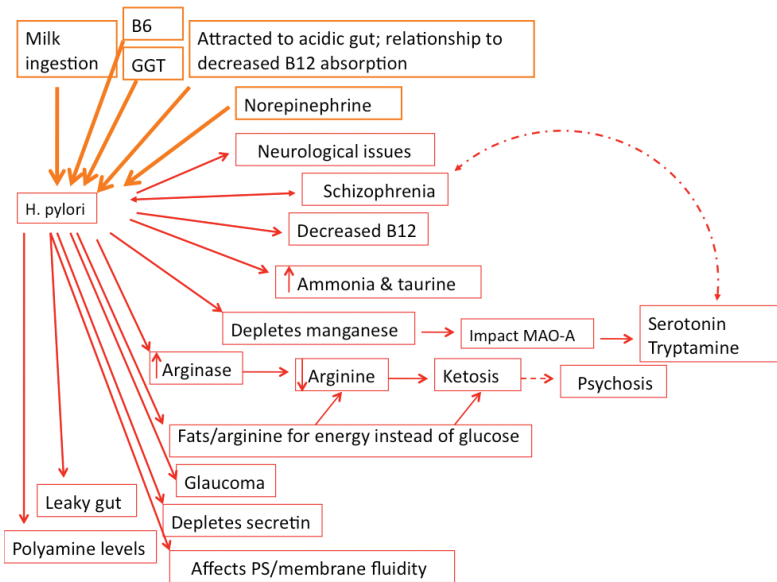 Milk
ingestion
B6
GGT
Attracted to acidic gut; relationship to
decreased B12 absorption
Norepinephrine
Neurological issues
Schizophrenia
H. pylori
Decreased B12
Ammonia & taurine
Depletes manganese
Impact MAO-A
Serotonin
Tryptamine
Arginase
Arginine
Ketosis
Psychosis
Fats/arginine for energy instead of glucose
Glaucoma
Leaky gut
Depletes secretin
Polyamine levels
Affects PS/membrane fluidity